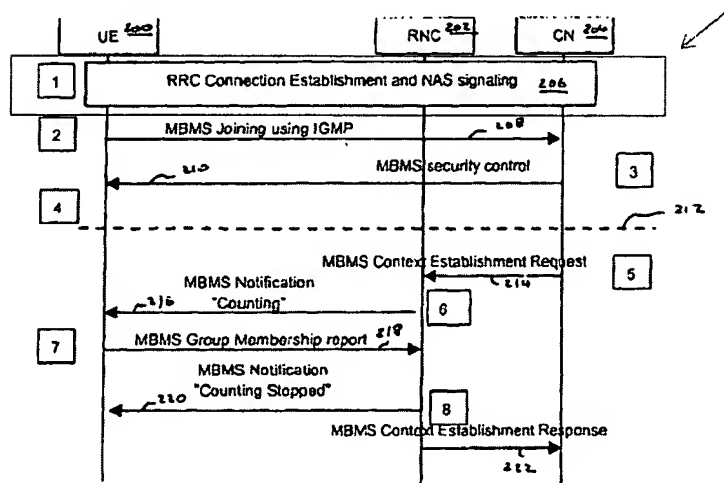 UE 200 RNC 202 CN 204
1 RRC Connection Establishment and NAS signaling 206
2 MBMS Joining using IGMP 208
210 MBMS security control 3
4
212
MBMS Context Establishment Request
214 5
MBMS Notification
216 "Counting" 6
7 MBMS Group Membership report 218
MBMS Notification
"Counting Stopped"
220 8
MBMS Context Establishment Response
222